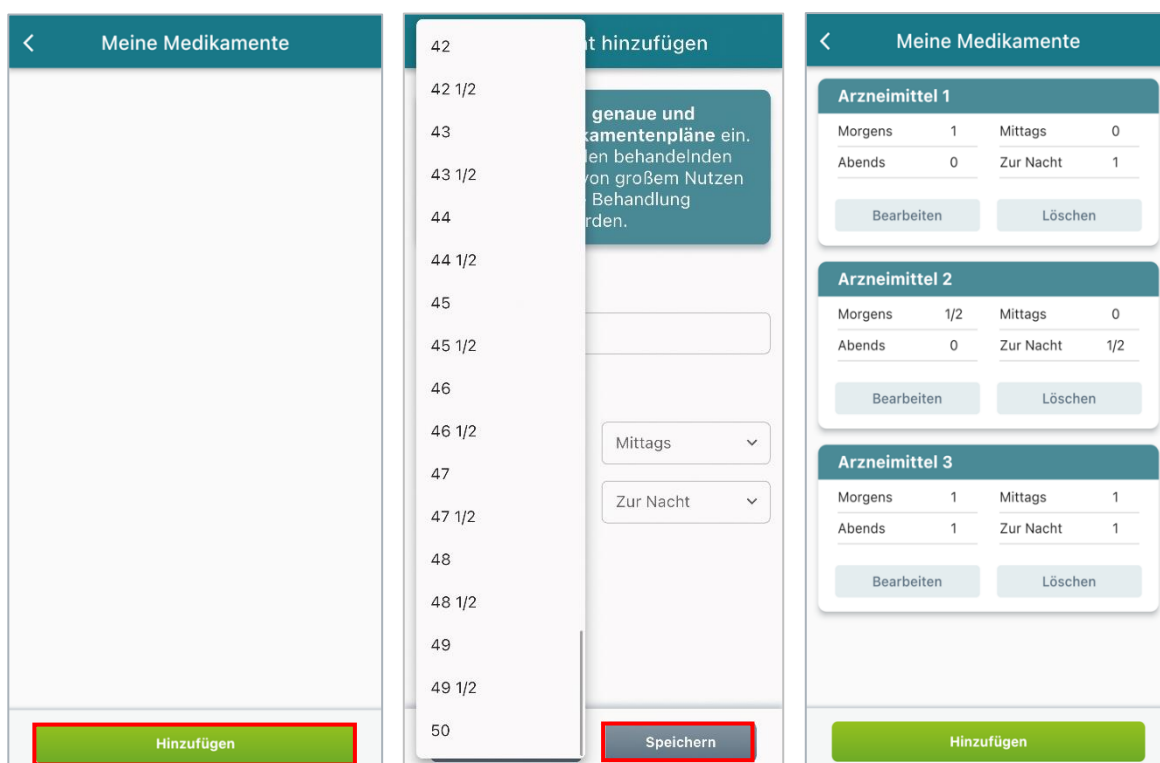 Meine Medikamente
Hinzufügen
t hinzufügen
genaue und
kamentenpläne ein.
len behandelnden
von großem Nutzen
Behandlung
rden.
42
42 1/2
43
43 1/2
44
44 1/2
45
45 1/2
46
46 1/2
47
47 1/2
48
48 1/2
49
49 1/2
50
Mittags
Zur Nacht
Speichern
Meine Medikamente
Arzneimittel 1
Morgens 1 Mittags 0
Abends 0 Zur Nacht 1
Bearbeiten Löschen
Arzneimittel 2
Morgens 1/2 Mittags 0
Abends 0 Zur Nacht 1/2
Bearbeiten Löschen
Arzneimittel 3
Morgens 1 Mittags 1
Abends 1 Zur Nacht 1
Bearbeiten Löschen
Hinzufügen